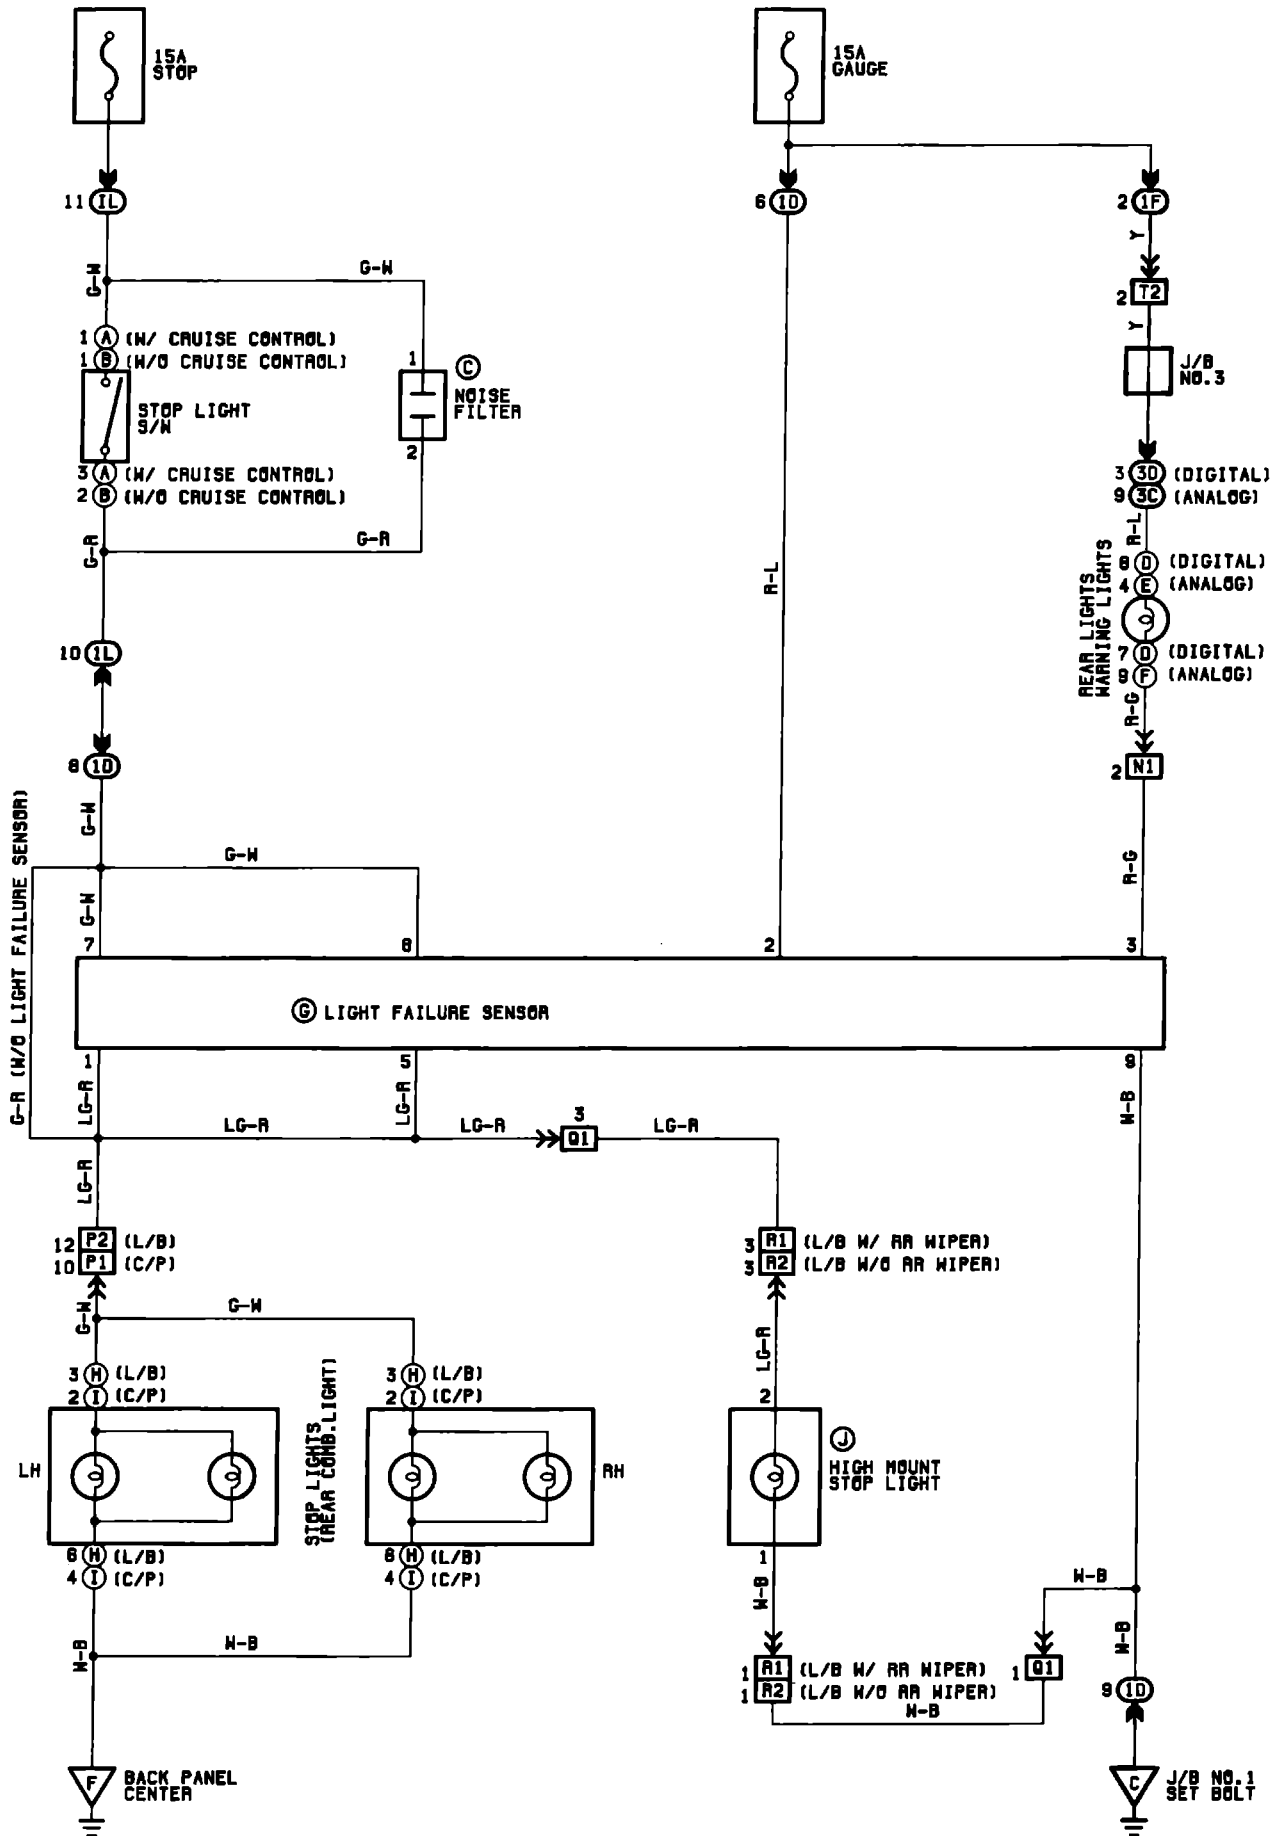 15A
STOP
15A
GAUGE
11 IL
6 1D
2 1F
G-W
G-W
Y
2 T2
Y
1 A (W/ CRUISE CONTROL)
1 B (W/O CRUISE CONTROL)
STOP LIGHT
S/W
3 A (W/ CRUISE CONTROL)
2 B (W/O CRUISE CONTROL)
1
C
NOISE
FILTER
2
J/B
NO.3
3 3D (DIGITAL)
9 3C (ANALOG)
R-L
G-R
G-R
R-L
8 D (DIGITAL)
4 E (ANALOG)
REAR LIGHTS
WARNING LIGHTS
7 D (DIGITAL)
9 F (ANALOG)
R-G
10 1L
8 1D
2 N1
G-W
G-W
G-W
R-G
G-R (W/O LIGHT FAILURE SENSOR)
7
8
2
3
G LIGHT FAILURE SENSOR
1
5
9
LG-R
LG-R
W-B
LG-R
LG-R
3
Q1
LG-R
LG-R
12 P2 (L/B)
10 P1 (C/P)
3 R1 (L/B W/ RR WIPER)
3 R2 (L/B W/O RR WIPER)
G-W
G-W
LG-R
3 H (L/B)
2 I (C/P)
3 H (L/B)
2 I (C/P)
2
LH
STOP LIGHTS
(REAR COMB.LIGHT)
RH
J
HIGH MOUNT
STOP LIGHT
6 H (L/B)
4 I (C/P)
6 H (L/B)
4 I (C/P)
1
W-B
W-B
W-B
W-B
W-B
1 R1 (L/B W/ RR WIPER)
1 R2 (L/B W/O RR WIPER)
W-B
1 Q1
9 1D
F
BACK PANEL
CENTER
C
J/B NO.1
SET BOLT